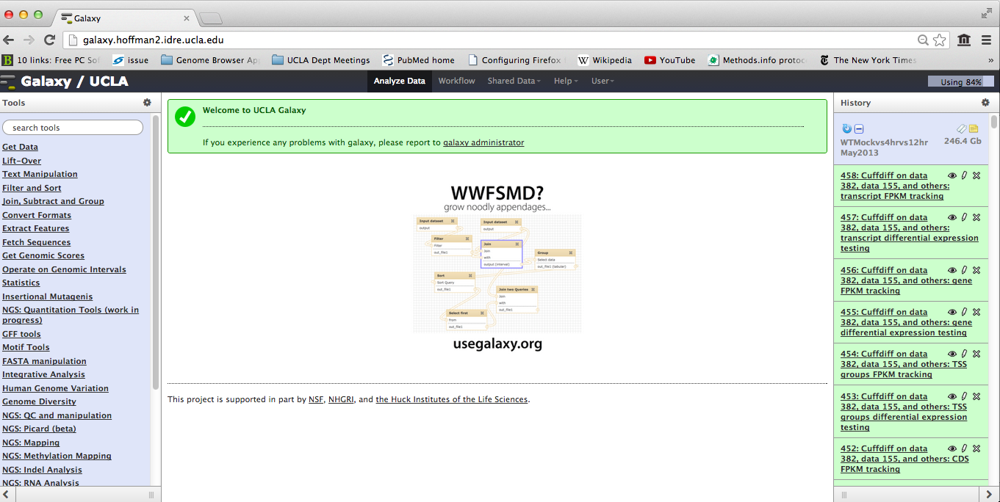 Galaxy
galaxy.hoffman2.idre.ucla.edu
10 links: Free PC Sof
issue
Genome Browser Ap
UCLA Dept Meetings
PubMed home
Configuring Firefox
Wikipedia
YouTube
Methods.info protoc
The New York Times
»
Galaxy / UCLA
Analyze Data
Workflow
Shared Data
Help
User
Using 84%
Tools
search tools
Get Data
Lift-Over
Text Manipulation
Filter and Sort
Join, Subtract and Group
Convert Formats
Extract Features
Fetch Sequences
Get Genomic Scores
Operate on Genomic Intervals
Statistics
Insertional Mutagenis
NGS: Quantitation Tools (work in
progress)
GFF tools
Motif Tools
FASTA manipulation
Integrative Analysis
Human Genome Variation
Genome Diversity
NGS: QC and manipulation
NGS: Picard (beta)
NGS: Mapping
NGS: Methylation Mapping
NGS: Indel Analysis
NGS: RNA Analysis
Welcome to UCLA Galaxy
If you experience any problems with galaxy, please report to galaxy administrator
WWFSMD?
grow noodly appendages...
Input dataset
output
Input dataset
output
Filter
Filter
out_file1
Join
Join
with
output (interval)
Group
Select data
out_file1 (tabular)
Sort
Sort Query
out_file1
Join two Queries
Join
with
out_file1
Select first
from
out_file1
usegalaxy.org
This project is supported in part by NSF, NHGRI, and the Huck Institutes of the Life Sciences.
History
WTMockvs4hrvs12hr
May2013
246.4 Gb
458: Cuffdiff on data
382, data 155, and others:
transcript FPKM tracking
457: Cuffdiff on data
382, data 155, and others:
transcript differential expression
testing
456: Cuffdiff on data
382, data 155, and others: gene
FPKM tracking
455: Cuffdiff on data
382, data 155, and others: gene
differential expression testing
454: Cuffdiff on data
382, data 155, and others: TSS
groups FPKM tracking
453: Cuffdiff on data
382, data 155, and others: TSS
groups differential expression
testing
452: Cuffdiff on data
382, data 155, and others: CDS
FPKM tracking